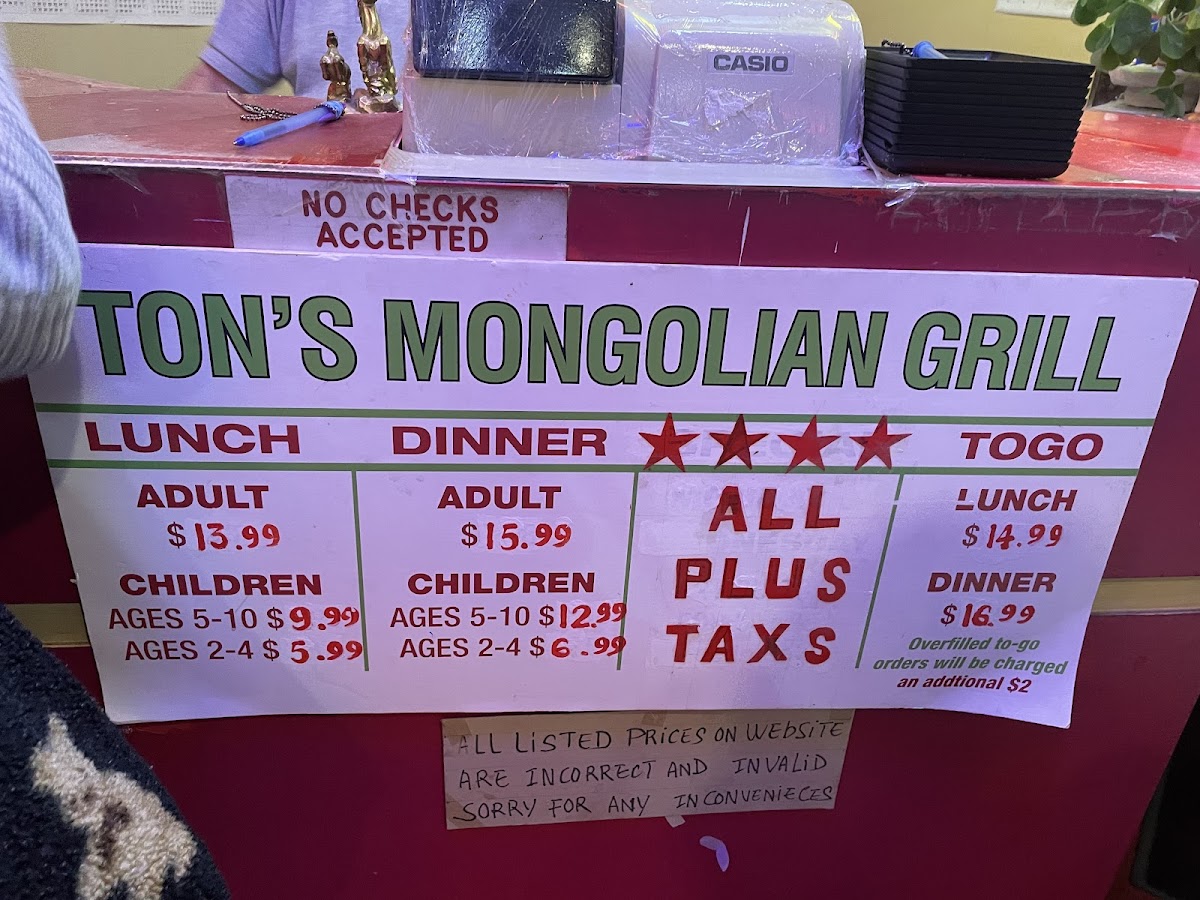 CASIO
NO CHECKS
ACCEPTED
TON'S MONGOLIAN GRILL
LUNCH
ADULT
$13.99
CHILDREN
AGES 5-10 $9.99
AGES 2-4 $5.99
DINNER
ADULT
$15.99
CHILDREN
AGES 5-10 $12.99
AGES 2-4 $6.99
ALL
PLUS
TAXS
TOGO
LUNCH
$14.99
DINNER
$16.99
Overfilled to-go
orders will be charged
an addtional $2
ALL LISTED PRICES ON WEBSITE
ARE INCORRECT AND INVALID
SORRY FOR ANY INCONVENIECES